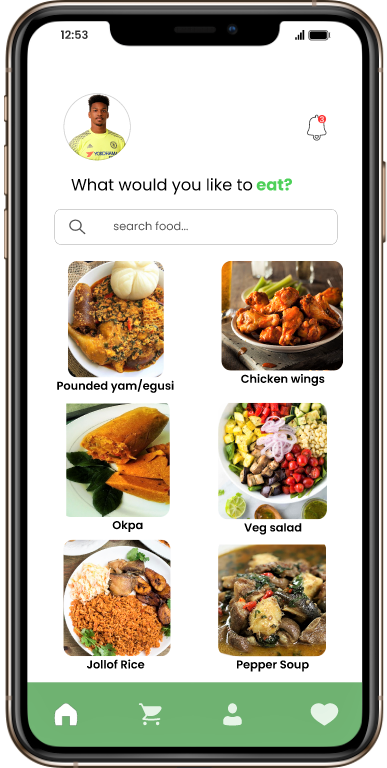 12:53
3
YOKOHAMA
What would you like to eat?
search food...
Pounded yam/egusi
Chicken wings
Okpa
Veg salad
Jollof Rice
Pepper Soup